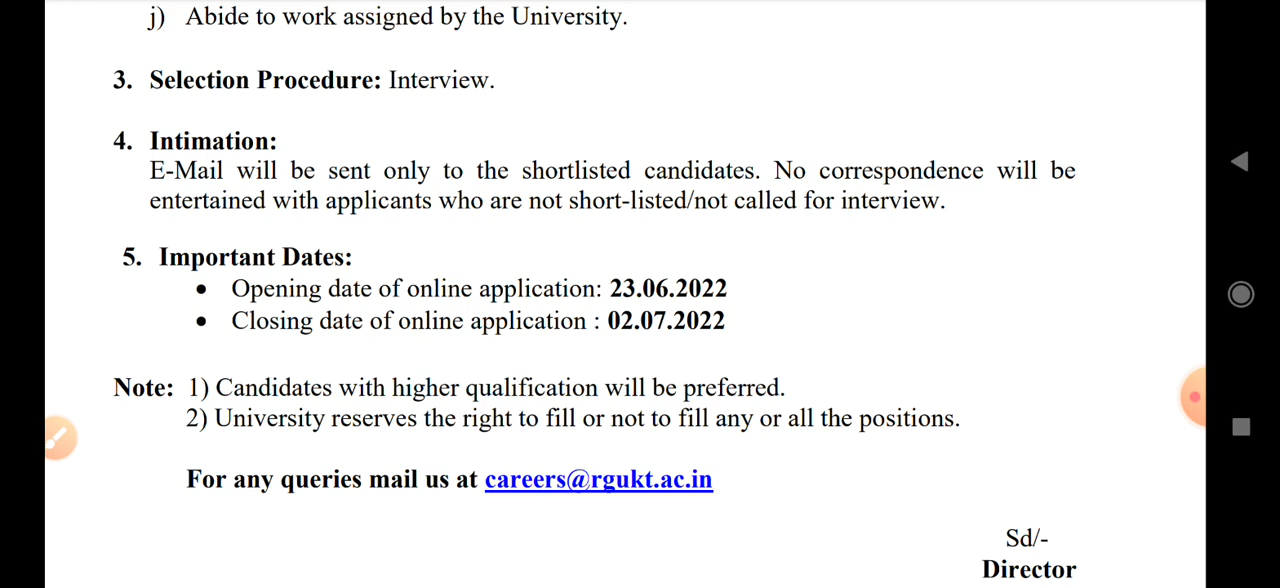 j) Abide to work assigned by the University.
3. Selection Procedure: Interview.
4. Intimation:
E-Mail will be sent only to the shortlisted candidates. No correspondence will be
entertained with applicants who are not short-listed/not called for interview.
5. Important Dates:
• Opening date of online application: 23.06.2022
• Closing date of online application : 02.07.2022
Note: 1) Candidates with higher qualification will be preferred.
2) University reserves the right to fill or not to fill any or all the positions.
For any queries mail us at careers@rgukt.ac.in
Sd/-
Director